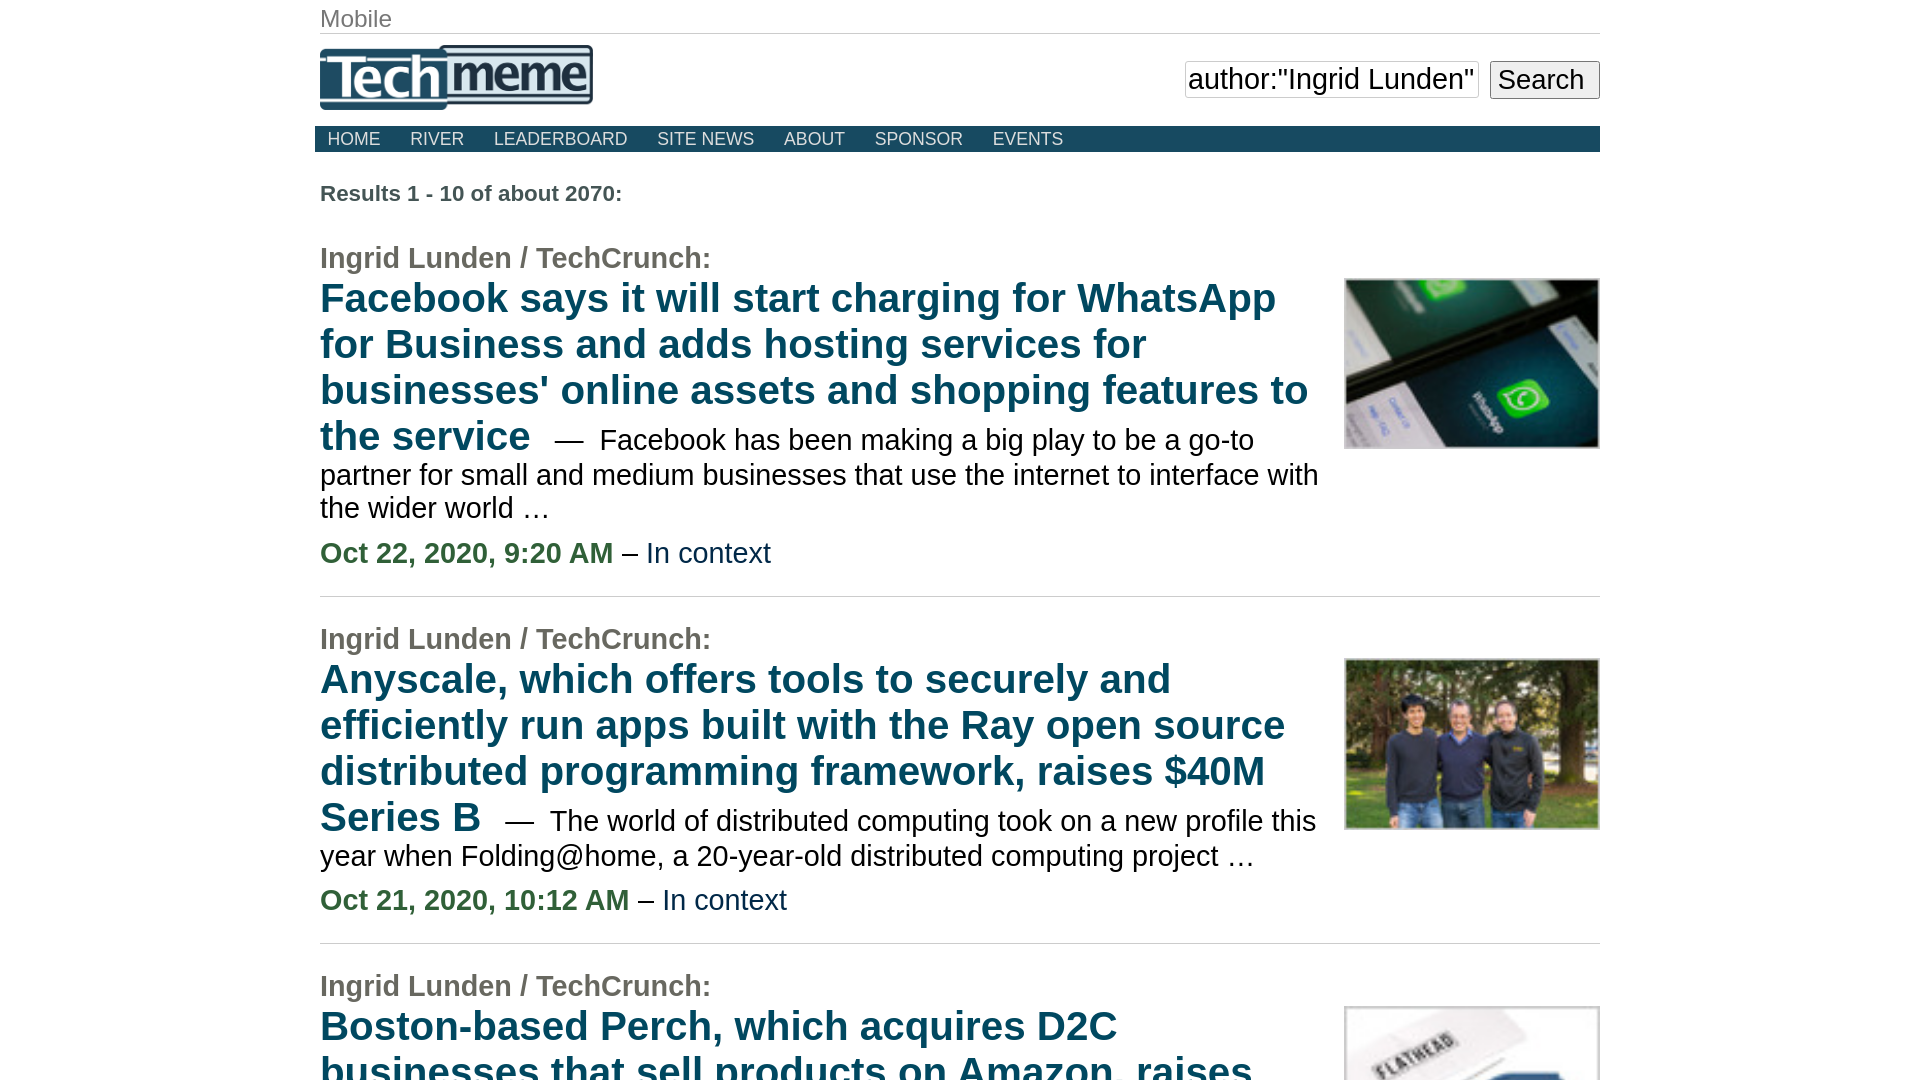 Mobile
Techmeme
author:"Ingrid Lunden"
Search
HOME RIVER LEADERBOARD SITE NEWS ABOUT SPONSOR EVENTS
Results 1 - 10 of about 2070:
Ingrid Lunden / TechCrunch:
Facebook says it will start charging for WhatsApp
for Business and adds hosting services for
businesses' online assets and shopping features to
the service — Facebook has been making a big play to be a go-to
partner for small and medium businesses that use the internet to interface with
the wider world …
Oct 22, 2020, 9:20 AM – In context
WhatsApp
Ingrid Lunden / TechCrunch:
Anyscale, which offers tools to securely and
efficiently run apps built with the Ray open source
distributed programming framework, raises $40M
Series B — The world of distributed computing took on a new profile this
year when Folding@home, a 20-year-old distributed computing project …
Oct 21, 2020, 10:12 AM – In context
Ingrid Lunden / TechCrunch:
Boston-based Perch, which acquires D2C
businesses that sell products on Amazon, raises
FLATHEAD